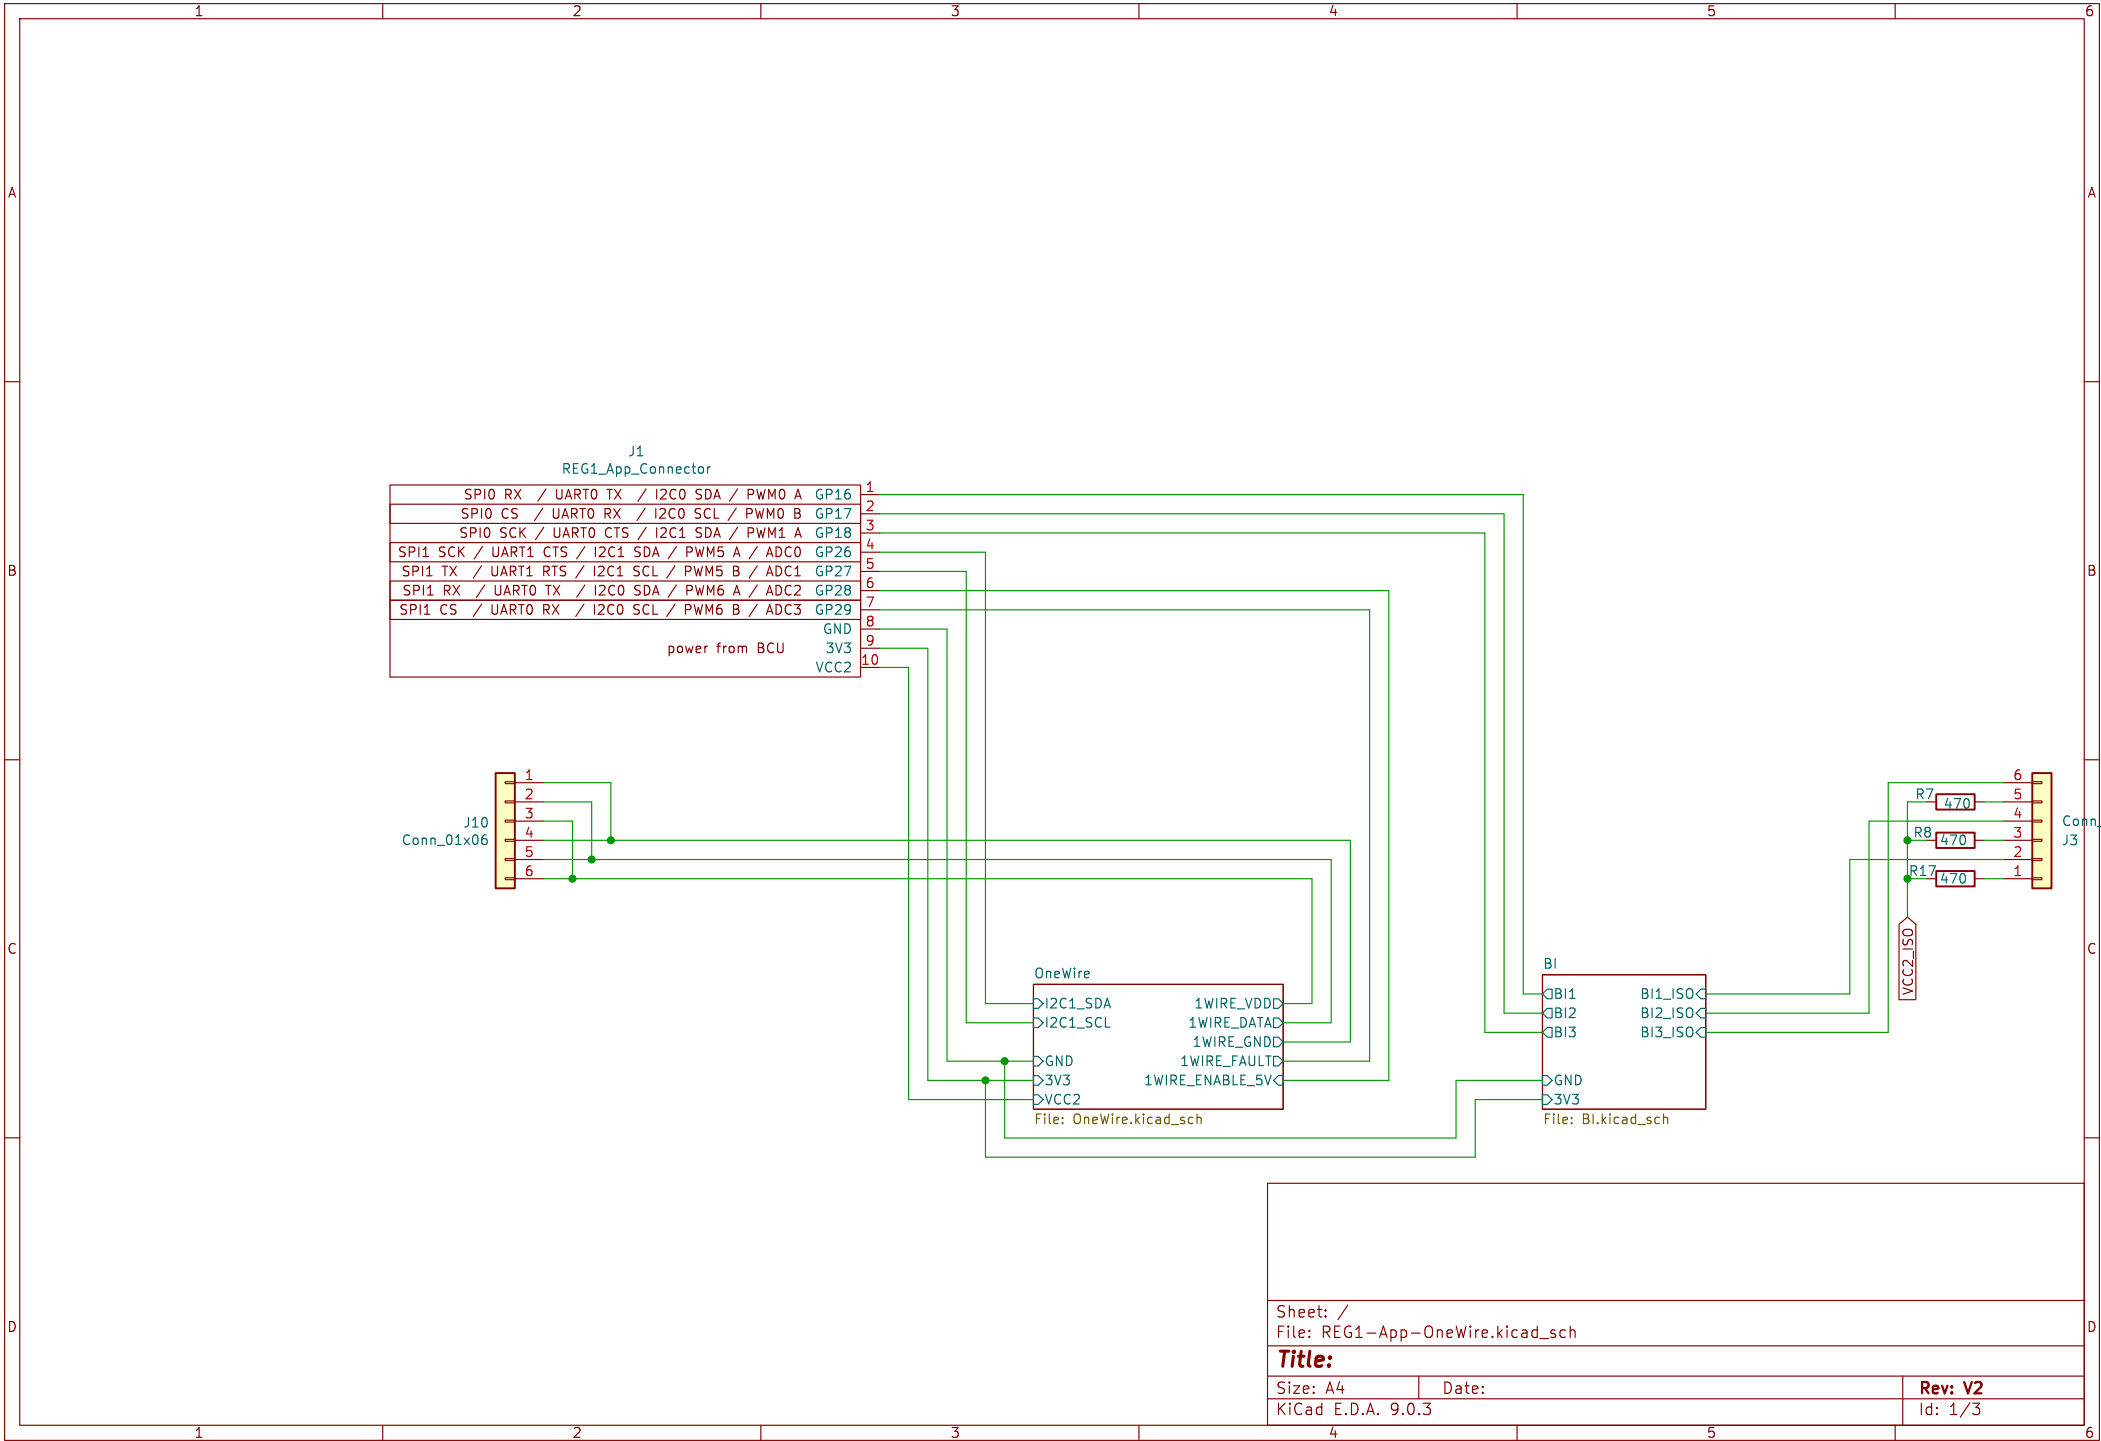 1 2 3 4 5 6
A A
B B
C C
D D
J1
REG1_App_Connector
SPI0 RX / UART0 TX / I2C0 SDA / PWM0 A GP16 1
SPI0 CS / UART0 RX / I2C0 SCL / PWM0 B GP17 2
SPI0 SCK / UART0 CTS / I2C1 SDA / PWM1 A GP18 3
SPI1 SCK / UART1 CTS / I2C1 SDA / PWM5 A / ADC0 GP26 4
SPI1 TX / UART1 RTS / I2C1 SCL / PWM5 B / ADC1 GP27 5
SPI1 RX / UART0 TX / I2C0 SDA / PWM6 A / ADC2 GP28 6
SPI1 CS / UART0 RX / I2C0 SCL / PWM6 B / ADC3 GP29 7
GND 8
power from BCU 3V3 9
VCC2 10
J10
Conn_01x06
1
2
3
4
5
6
OneWire
I2C1_SDA 1WIRE_VDD
I2C1_SCL 1WIRE_DATA
1WIRE_GND
GND 1WIRE_FAULT
3V3 1WIRE_ENABLE_5V
VCC2
File: OneWire.kicad_sch
BI
BI1 BI1_ISO
BI2 BI2_ISO
BI3 BI3_ISO
GND
3V3
File: BI.kicad_sch
6
R7 470 5
4 Conn_
R8 470 3 J3
2
R17 470 1
VCC2_ISO
Sheet: /
File: REG1-App-OneWire.kicad_sch
Title:
Size: A4 Date: Rev: V2
KiCad E.D.A. 9.0.3 Id: 1/3
1 2 3 4 5 6